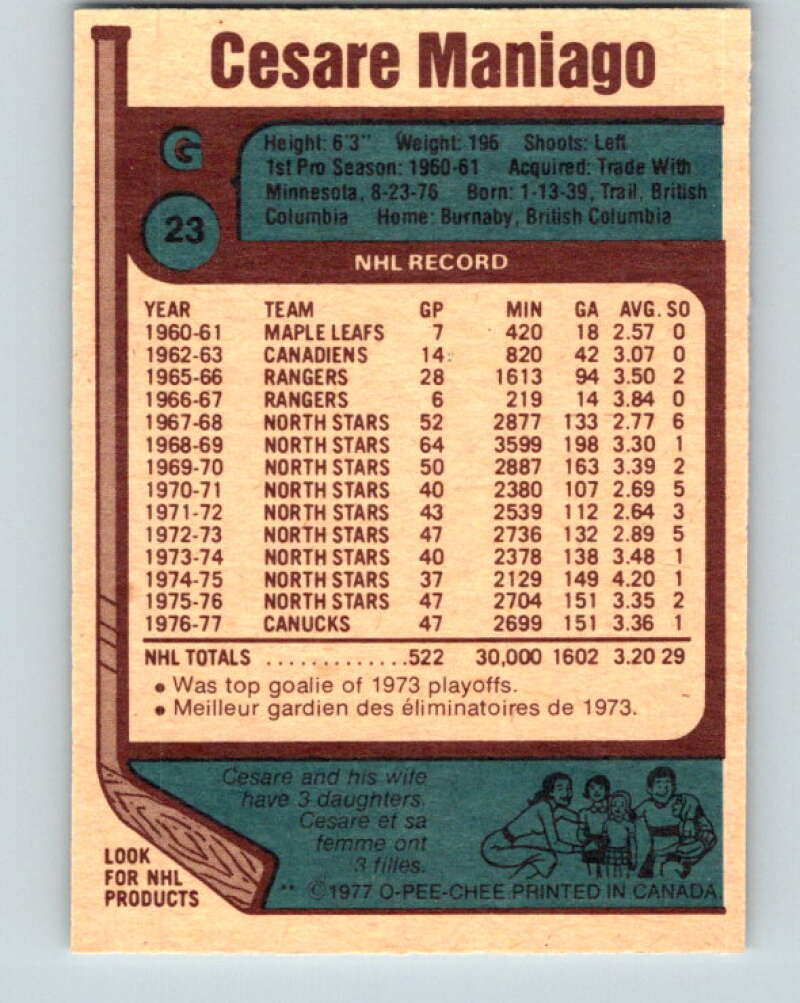 Cesare Maniago
G
Height: 6'3" Weight: 195 Shoots: Left
1st Pro Season: 1960-61 Acquired: Trade With
Minnesota, 8-23-76 Born: 1-13-39, Trail, British
Columbia Home: Burnaby, British Columbia
23
NHL RECORD
YEAR TEAM GP MIN GA AVG. SO
1960-61 MAPLE LEAFS 7 420 18 2.57 0
1962-63 CANADIENS 14 820 42 3.07 0
1965-66 RANGERS 28 1613 94 3.50 2
1966-67 RANGERS 6 219 14 3.84 0
1967-68 NORTH STARS 52 2877 133 2.77 6
1968-69 NORTH STARS 64 3599 198 3.30 1
1969-70 NORTH STARS 50 2887 163 3.39 2
1970-71 NORTH STARS 40 2380 107 2.69 5
1971-72 NORTH STARS 43 2539 112 2.64 3
1972-73 NORTH STARS 47 2736 132 2.89 5
1973-74 NORTH STARS 40 2378 138 3.48 1
1974-75 NORTH STARS 37 2129 149 4.20 1
1975-76 NORTH STARS 47 2704 151 3.35 2
1976-77 CANUCKS 47 2699 151 3.36 1
NHL TOTALS .............522 30,000 1602 3.20 29
• Was top goalie of 1973 playoffs.
• Meilleur gardien des éliminatoires de 1973.
Cesare and his wife
have 3 daughters.
Cesare et sa
femme ont
3 filles.
LOOK
FOR NHL
PRODUCTS
** ©1977 O-PEE-CHEE PRINTED IN CANADA